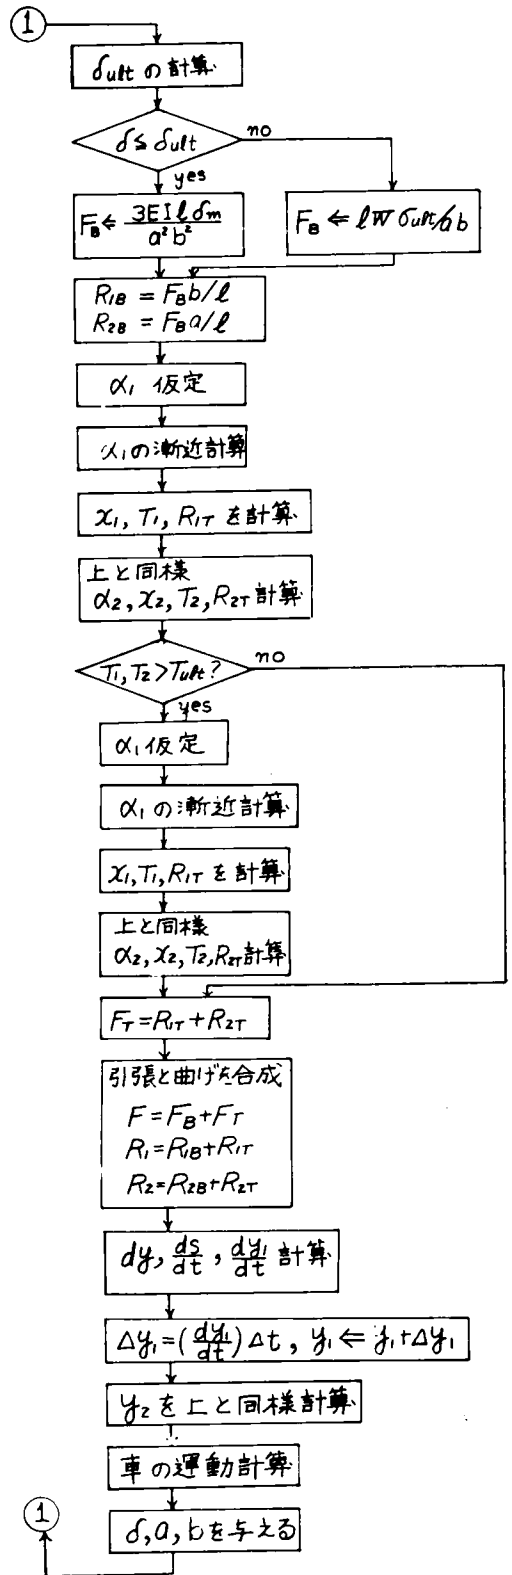 ①
δult の計算
δ≦δult
no
yes
F_B ⇐ 3EIlδm/a²b²
F_B ⇐ lWσult/ab
R1B = F_B b/l
R2B = F_B a/l
α1 仮定
α1の漸近計算
x1, T1, R1T を計算
上と同様
α2, x2, T2, R2T 計算
T1, T2 > Tult?
no
yes
α1 仮定
α1 の漸近計算
x1, T1, R1T を計算
上と同様
α2, x2, T2, R2T 計算
F_T = R1T + R2T
引張と曲げを合成
F = F_B + F_T
R1 = R1B + R1T
R2 = R2B + R2T
dy, ds/dt, dy1/dt 計算
Δy1 = (dy1/dt) Δt, y1 ⇐ y1 + Δy1
y2 を上と同様計算
車の運動計算
δ, a, b を与える
①